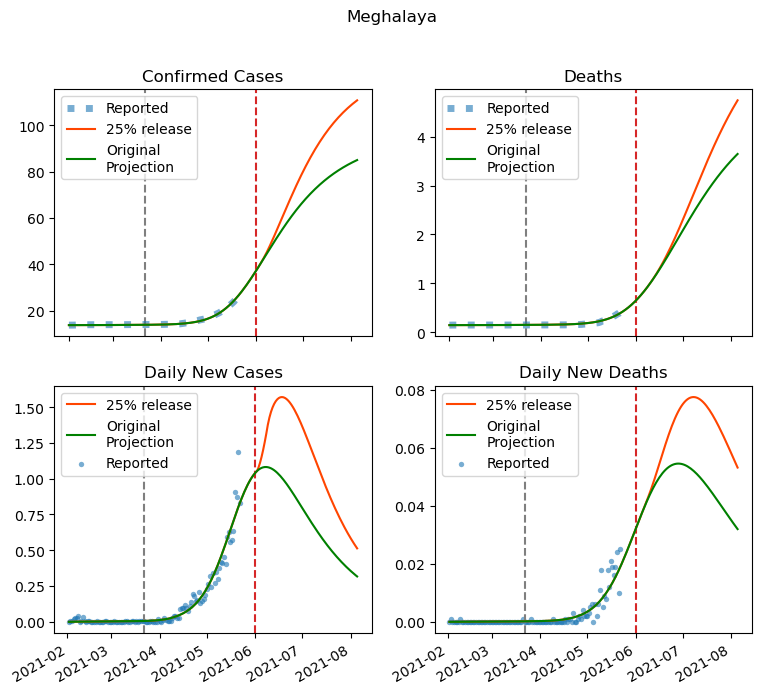 Meghalaya
Confirmed Cases
Reported
25% release
Original
Projection
100
80
60
40
20
Deaths
Reported
25% release
Original
Projection
4
3
2
1
0
Daily New Cases
25% release
Original
Projection
Reported
1.50
1.25
1.00
0.75
0.50
0.25
0.00
2021-02
2021-03
2021-04
2021-05
2021-06
2021-07
2021-08
Daily New Deaths
25% release
Original
Projection
Reported
0.08
0.06
0.04
0.02
0.00
2021-02
2021-03
2021-04
2021-05
2021-06
2021-07
2021-08